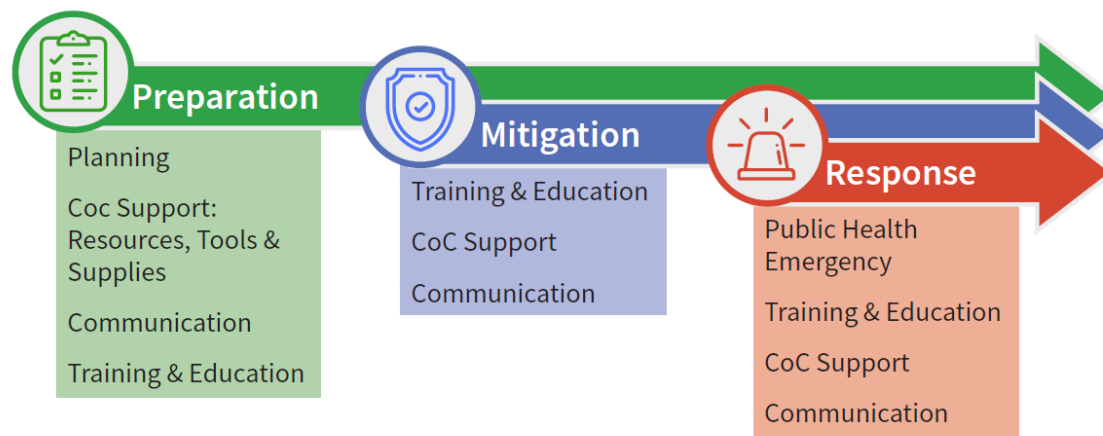 Preparation
Planning
Coc Support:
Resources, Tools &
Supplies
Communication
Training & Education
Mitigation
Training & Education
CoC Support
Communication
Response
Public Health
Emergency
Training & Education
CoC Support
Communication